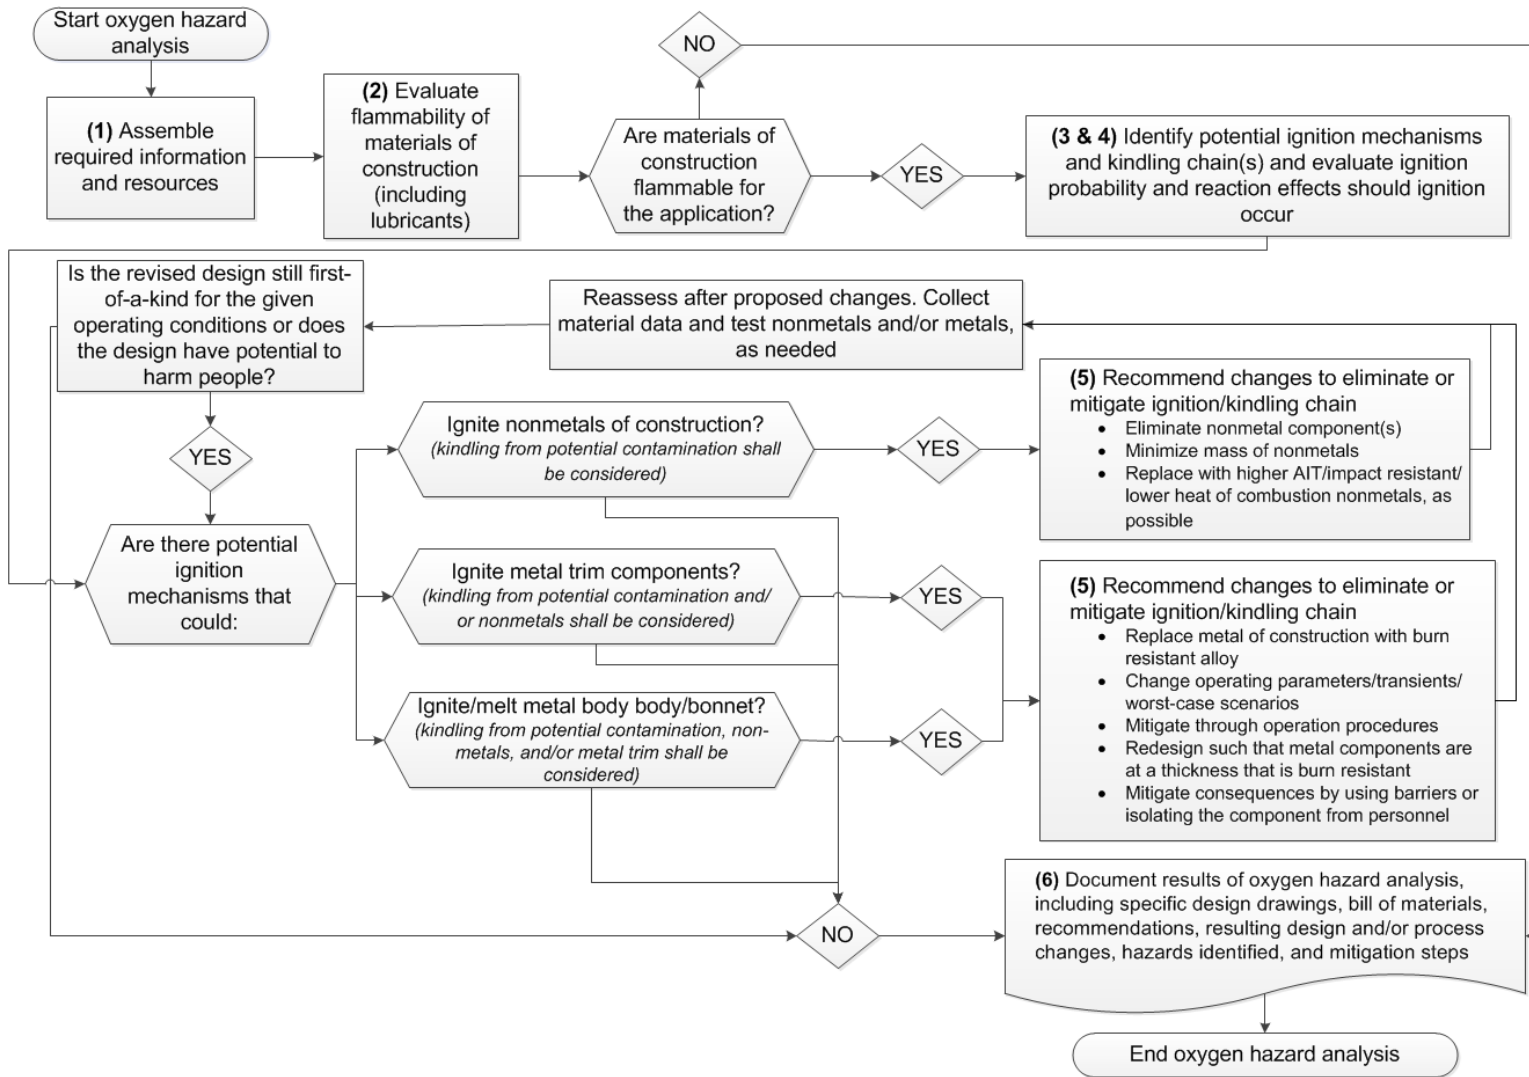 Start oxygen hazard
analysis
(1) Assemble
required information
and resources
(2) Evaluate
flammability of
materials of
construction
(including
lubricants)
NO
Are materials of
construction
flammable for
the application?
YES
(3 & 4) Identify potential ignition mechanisms
and kindling chain(s) and evaluate ignition
probability and reaction effects should ignition
occur
Is the revised design still first-
of-a-kind for the given
operating conditions or does
the design have potential to
harm people?
Reassess after proposed changes. Collect
material data and test nonmetals and/or metals,
as needed
YES
Are there potential
ignition
mechanisms that
could:
Ignite nonmetals of construction?
(kindling from potential contamination shall
be considered)
YES
(5) Recommend changes to eliminate or
mitigate ignition/kindling chain
• Eliminate nonmetal component(s)
• Minimize mass of nonmetals
• Replace with higher AIT/impact resistant/
lower heat of combustion nonmetals, as
possible
Ignite metal trim components?
(kindling from potential contamination and/
or nonmetals shall be considered)
YES
Ignite/melt metal body body/bonnet?
(kindling from potential contamination, non-
metals, and/or metal trim shall be
considered)
YES
(5) Recommend changes to eliminate or
mitigate ignition/kindling chain
• Replace metal of construction with burn
resistant alloy
• Change operating parameters/transients/
worst-case scenarios
• Mitigate through operation procedures
• Redesign such that metal components are
at a thickness that is burn resistant
• Mitigate consequences by using barriers or
isolating the component from personnel
NO
(6) Document results of oxygen hazard analysis,
including specific design drawings, bill of materials,
recommendations, resulting design and/or process
changes, hazards identified, and mitigation steps
End oxygen hazard analysis